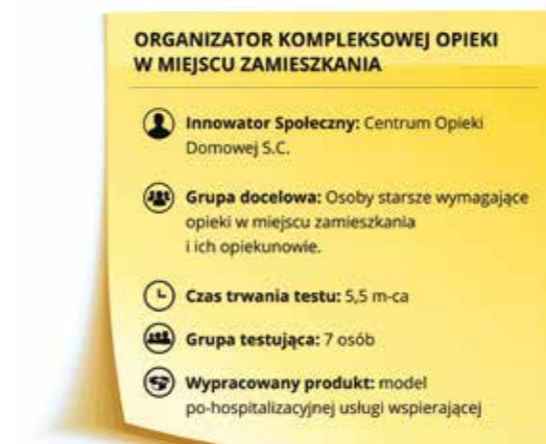 ORGANIZATOR KOMPLEKSOWEJ OPIEKI
W MIEJSCU ZAMIESZKANIA
Innowator Społeczny: Centrum Opieki
Domowej S.C.
Grupa docelowa: Osoby starsze wymagające
opieki w miejscu zamieszkania
i ich opiekunowie.
Czas trwania testu: 5,5 m-ca
Grupa testująca: 7 osób
Wypracowany produkt: model
po-hospitalizacyjnej usługi wspierającej